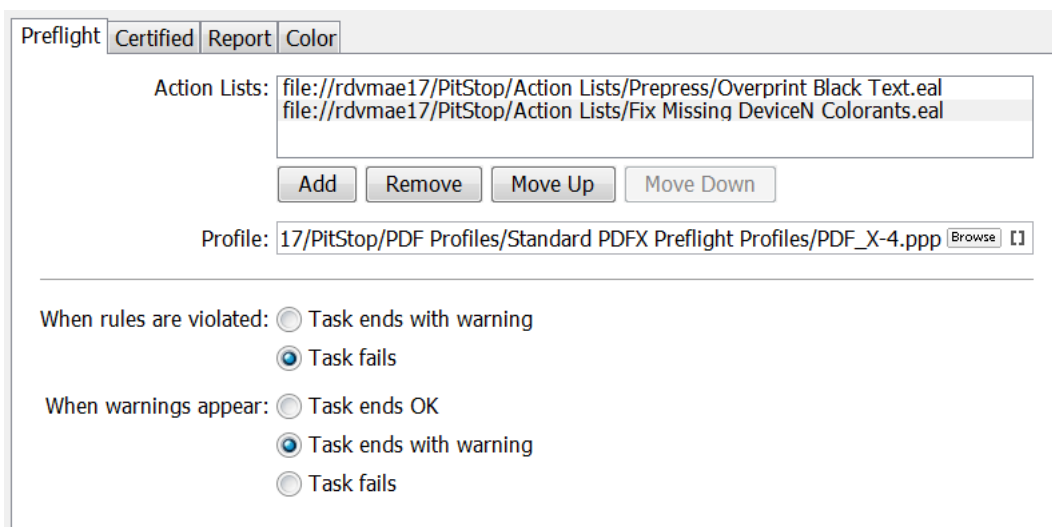 Preflight Certified Report Color
Action Lists: file://rdvmae17/PitStop/Action Lists/Prepress/Overprint Black Text.eal
file://rdvmae17/PitStop/Action Lists/Fix Missing DeviceN Colorants.eal
Add Remove Move Up Move Down
Profile: 17/PitStop/PDF Profiles/Standard PDFX Preflight Profiles/PDF_X-4.ppp Browse []
When rules are violated: Task ends with warning
Task fails
When warnings appear: Task ends OK
Task ends with warning
Task fails